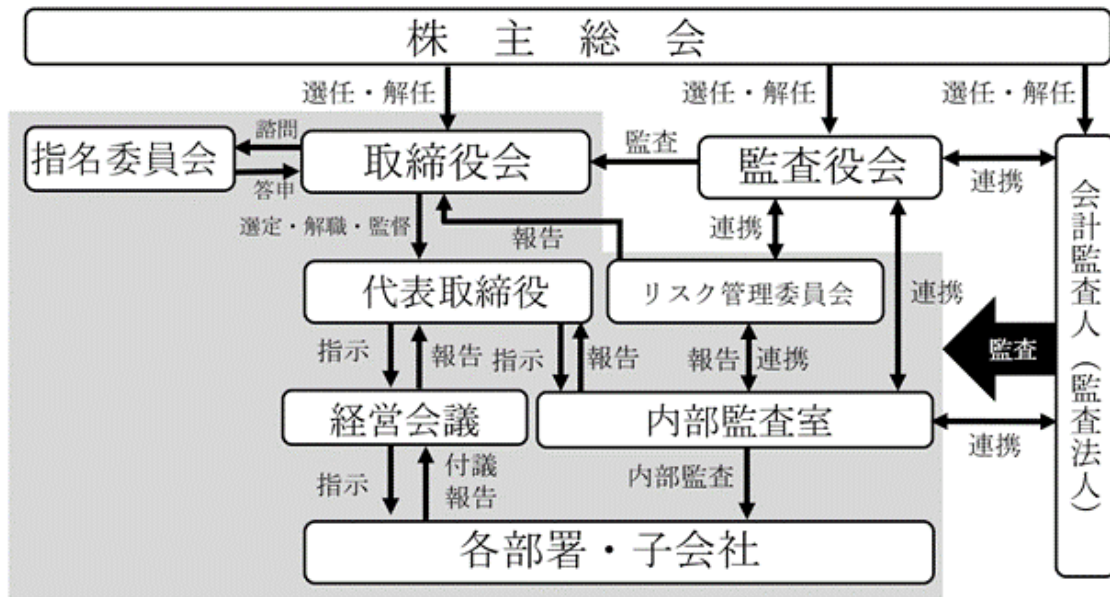 株主総会
選任・解任
選任・解任
選任・解任
指名委員会
諮問
答申
取締役会
監査
監査役会
連携
選定・解職・監督
報告
連携
連携
会計監査人（監査法人）
代表取締役
リスク管理委員会
監査
指示
報告
指示
報告
報告
連携
経営会議
内部監査室
連携
指示
付議
報告
内部監査
各部署・子会社